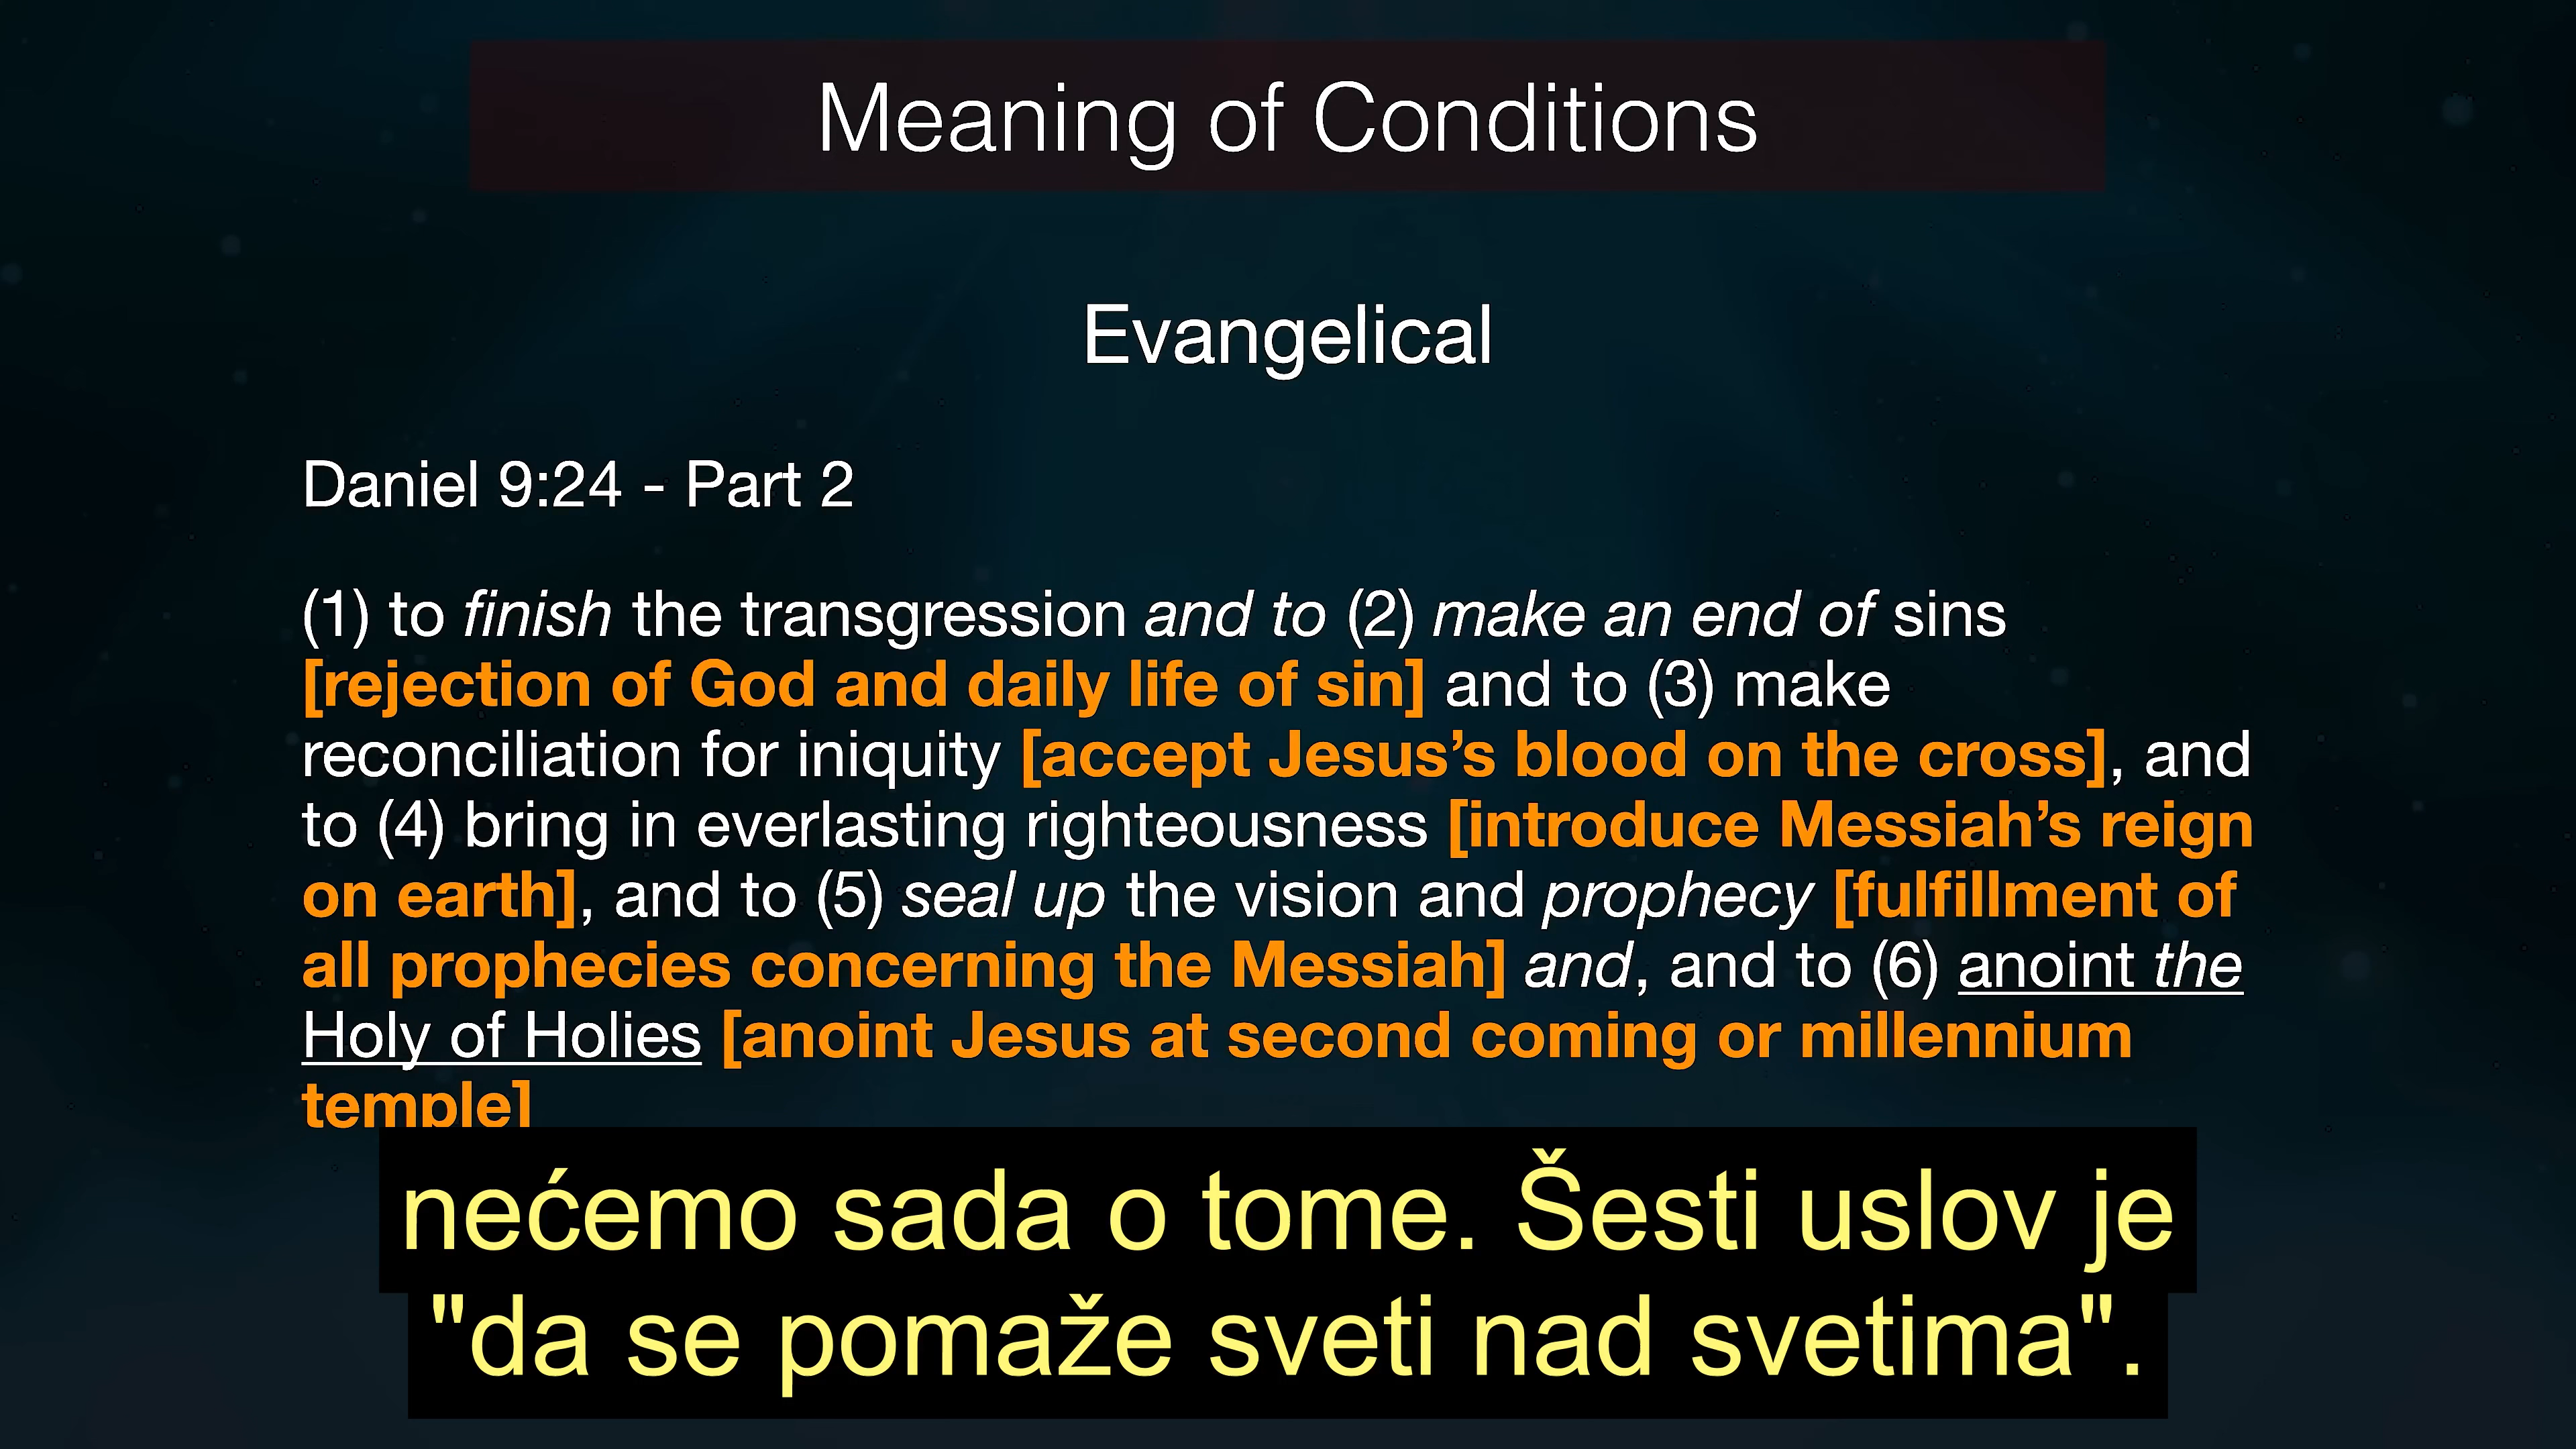 Meaning of Conditions
Evangelical
Daniel 9:24 - Part 2
(1) to finish the transgression and to (2) make an end of sins
[rejection of God and daily life of sin] and to (3) make
reconciliation for iniquity [accept Jesus’s blood on the cross], and
to (4) bring in everlasting righteousness [introduce Messiah’s reign
on earth], and to (5) seal up the vision and prophecy [fulfillment of
all prophecies concerning the Messiah] and, and to (6) anoint the
Holy of Holies [anoint Jesus at second coming or millennium
temple]
nećemo sada o tome. Šesti uslov je
"da se pomaže sveti nad svetima".